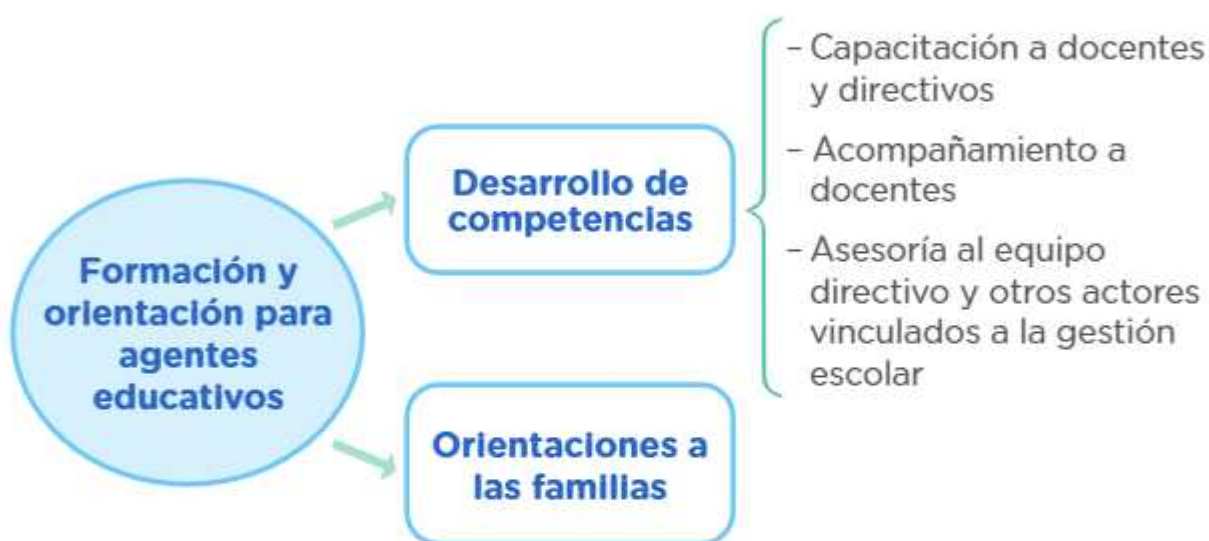 Formación y
orientación para
agentes
educativos
Desarrollo de
competencias
– Capacitación a docentes
y directivos
– Acompañamiento a
docentes
– Asesoría al equipo
directivo y otros actores
vinculados a la gestión
escolar
Orientaciones a
las familias